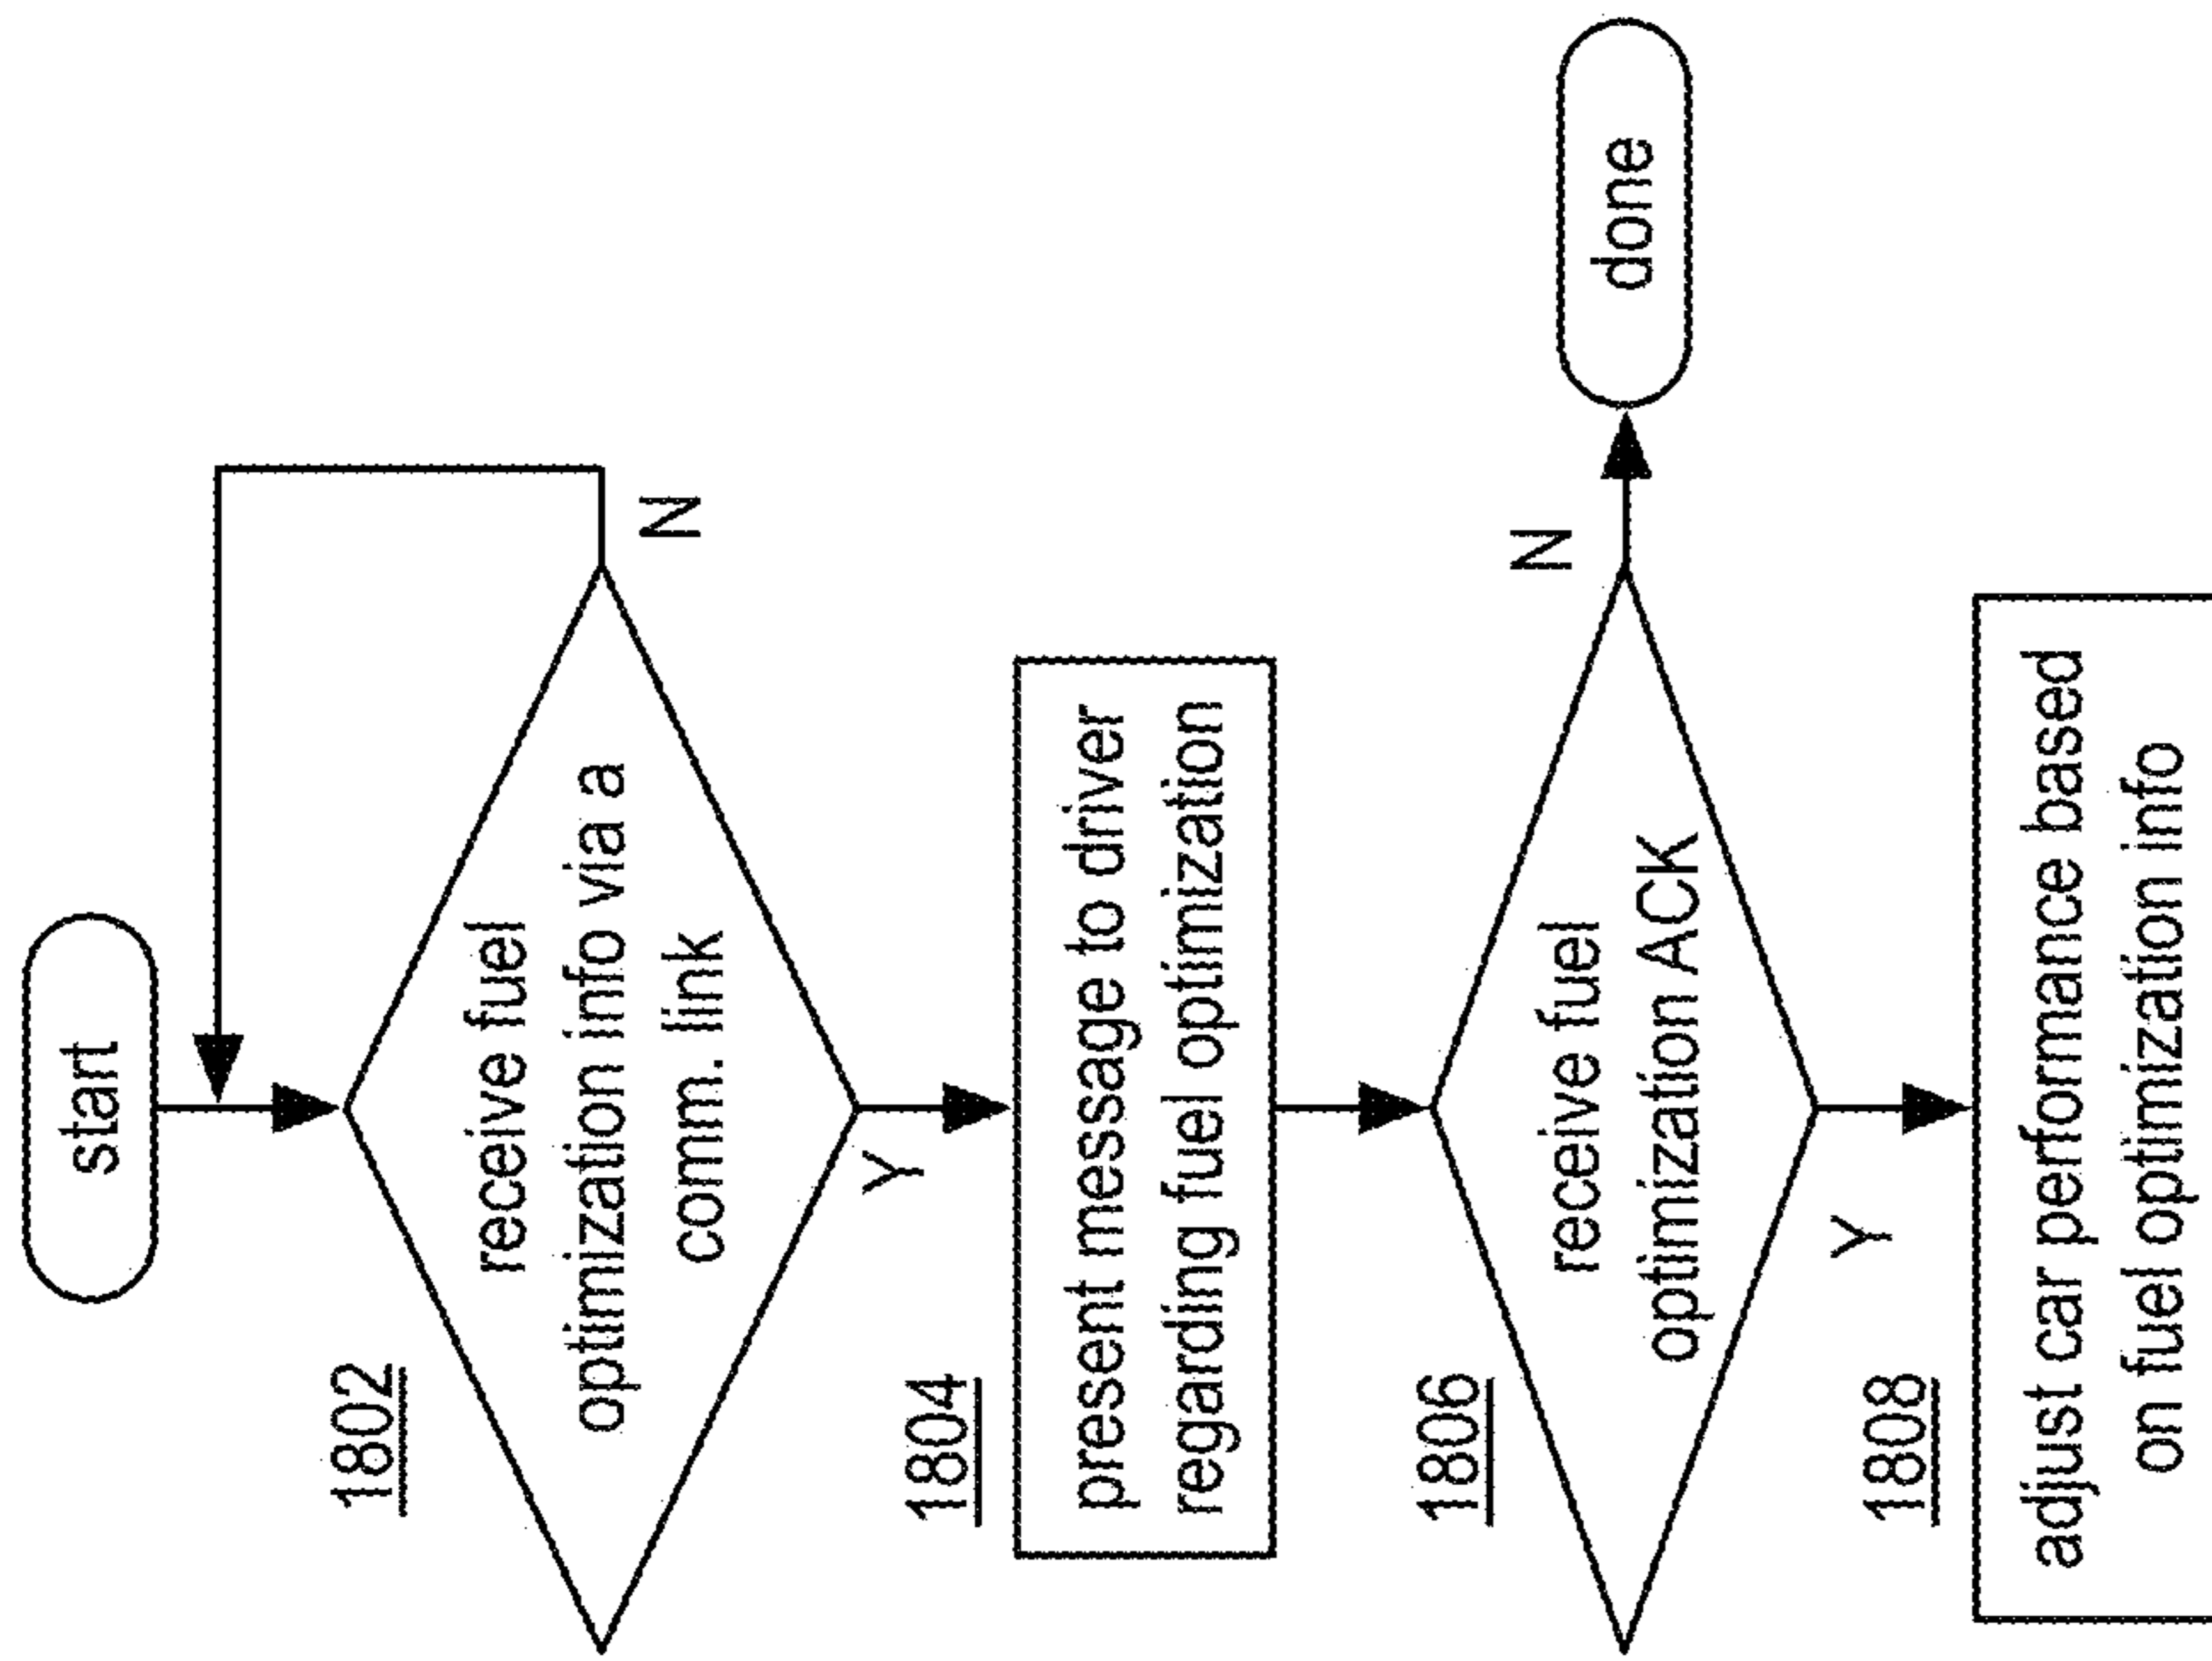 start
1802
receive fuel
optimization info via a
comm. link
N
Y
1804
present message to driver
regarding fuel optimization
1806
receive fuel
optimization ACK
N
done
Y
1808
adjust car performance based
on fuel optimization info